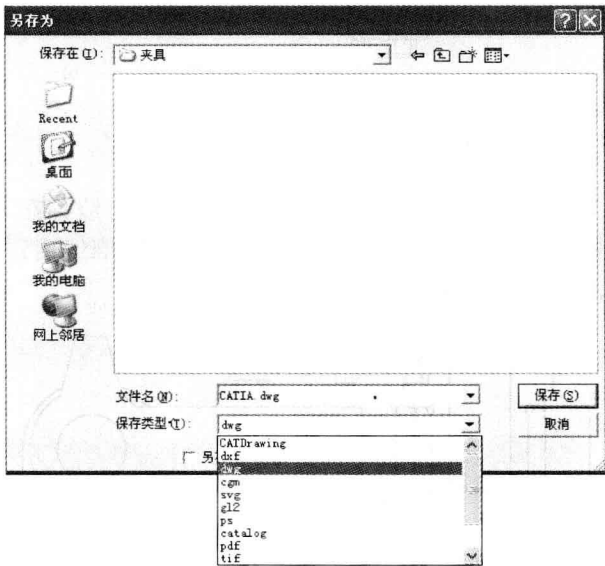 另存为
保存在(I):
夹具
Recent
桌面
我的文档
我的电脑
网上邻居
文件名(N):
CATIA.dwg
保存(S)
保存类型(T):
dwg
取消
另
CATDrawing
dxf
dwg
cgm
svg
gl2
ps
catalog
pdf
tif